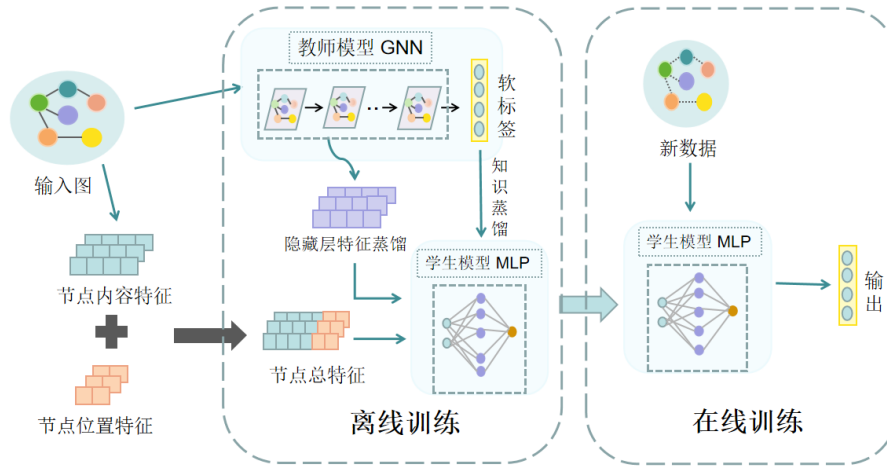 教师模型 GNN
软标签
输入图
知识蒸馏
隐藏层特征蒸馏
学生模型 MLP
节点内容特征
节点总特征
节点位置特征
离线训练
新数据
学生模型 MLP
输出
在线训练